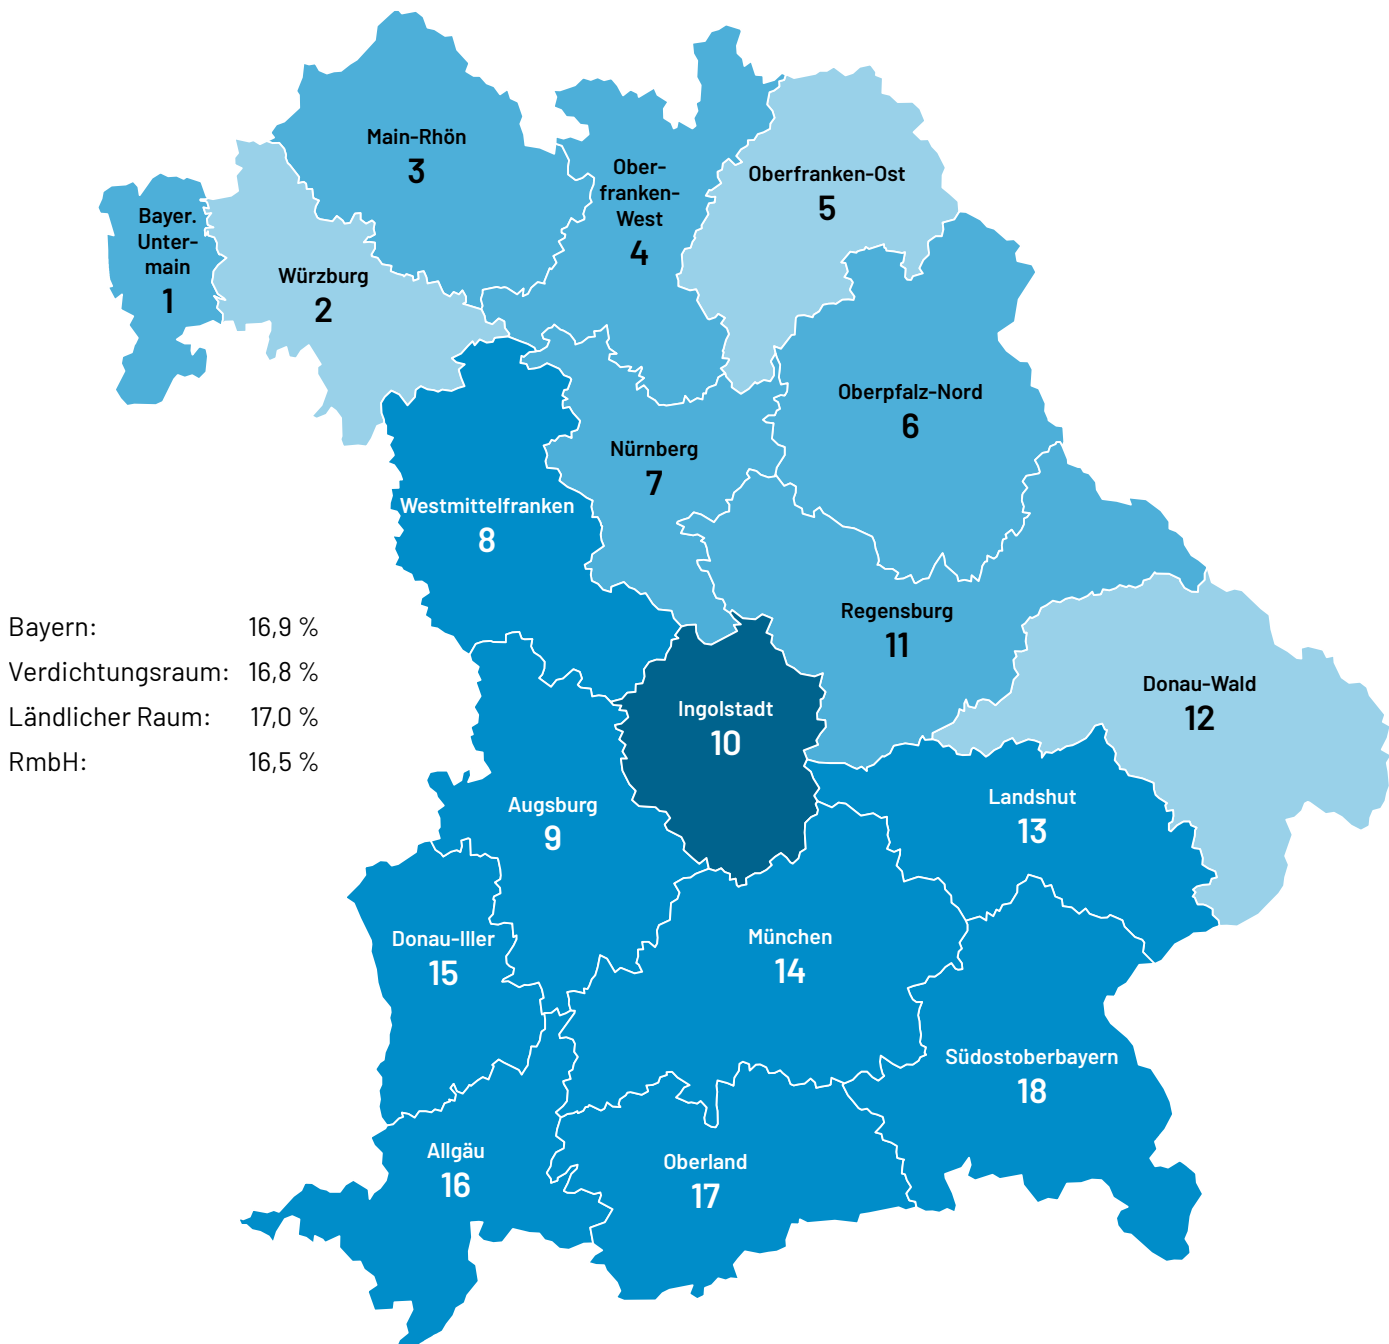 Main-Rhön
3
Ober-
franken-
West
4
Oberfranken-Ost
5
Bayer.
Unter-
main
1
Würzburg
2
Oberpfalz-Nord
6
Nürnberg
7
Westmittelfranken
8
Regensburg
11
Bayern: 16,9 %
Verdichtungsraum: 16,8 %
Ländlicher Raum: 17,0 %
RmbH: 16,5 %
Donau-Wald
12
Ingolstadt
10
Augsburg
9
Landshut
13
Donau-Iller
15
München
14
Südostoberbayern
18
Allgäu
16
Oberland
17